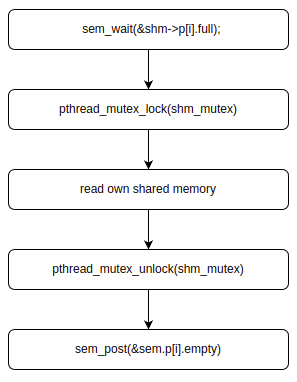 sem_wait(&shm->p[i].full);
pthread_mutex_lock(shm_mutex)
read own shared memory
pthread_mutex_unlock(shm_mutex)
sem_post(&sem.p[i].empty)